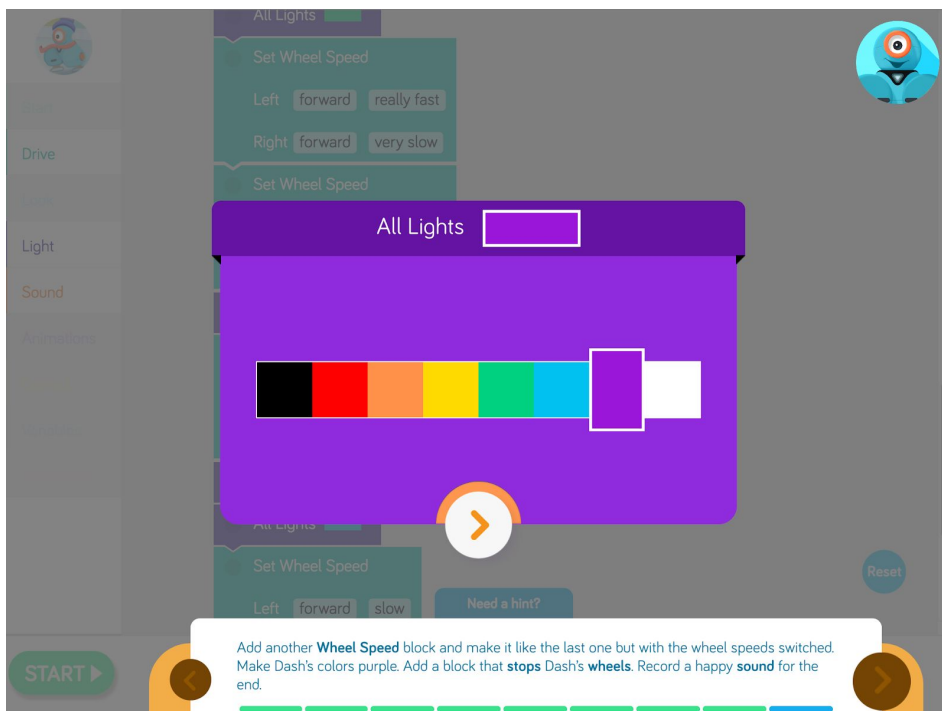 All Lights
Set Wheel Speed
Left forward really fast
Right forward very slow
Set Wheel Speed
Drive
Light
Sound
Animations
All Lights
All Lights
Set Wheel Speed
Left forward slow
Need a hint?
Reset
START
Add another Wheel Speed block and make it like the last one but with the wheel speeds switched.
Make Dash's colors purple. Add a block that stops Dash's wheels. Record a happy sound for the
end.